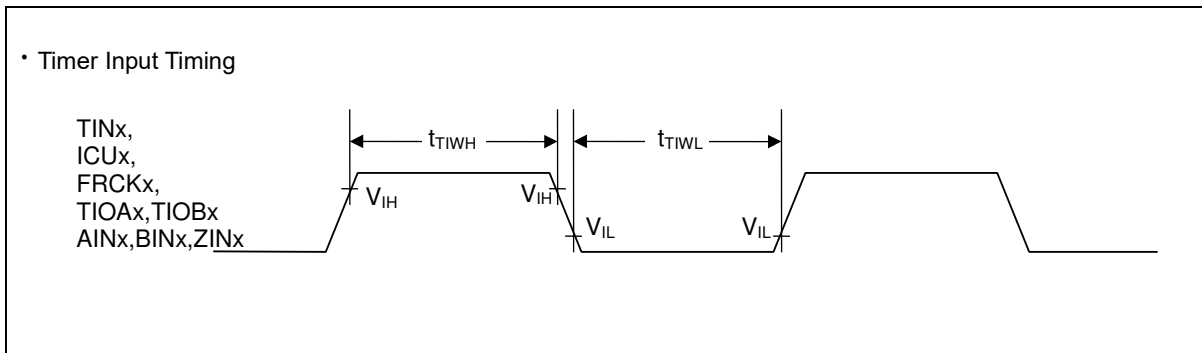 • Timer Input Timing
TINx,
ICUx,
FRCKx,
TIOAx,TIOBx
AINx,BINx,ZINx
tTIWH
tTIWL
VIH
VIH
VIL
VIL